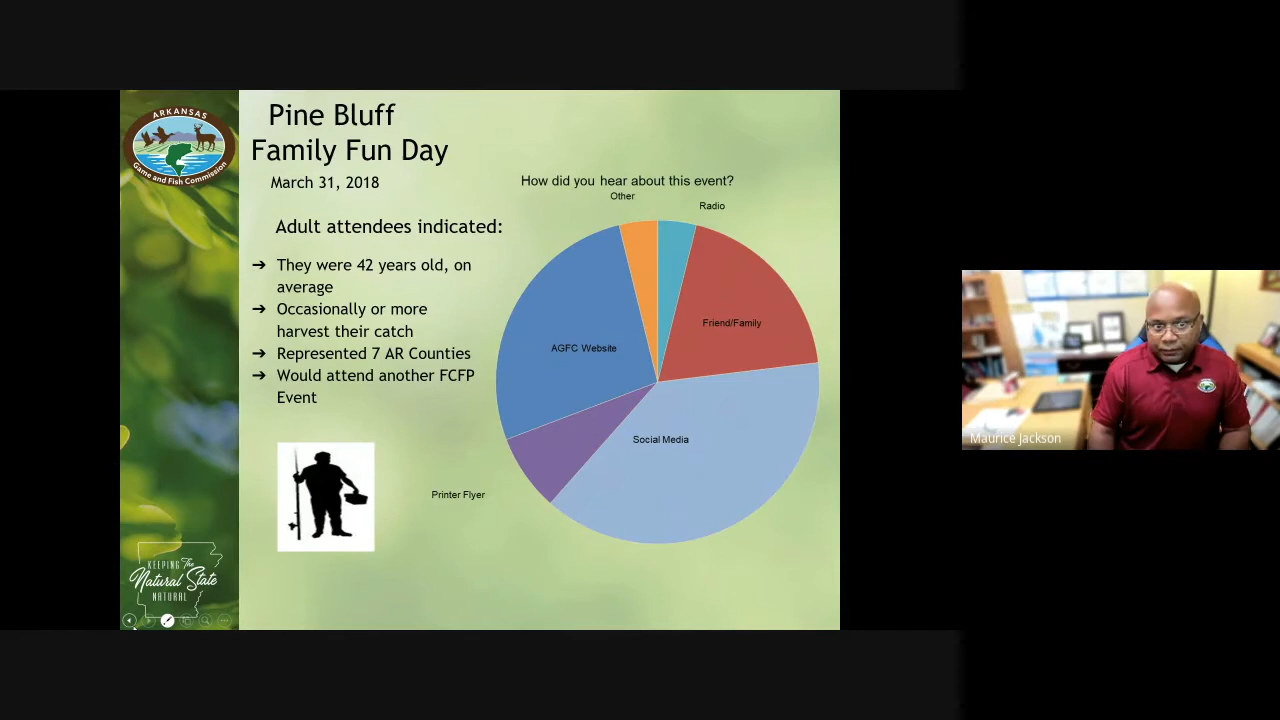 ARKANSAS
Game and Fish Commission
Pine Bluff
Family Fun Day
March 31, 2018
Adult attendees indicated:
➔ They were 42 years old, on
average
➔ Occasionally or more
harvest their catch
➔ Represented 7 AR Counties
➔ Would attend another FCFP
Event
How did you hear about this event?
Other
Radio
Friend/Family
AGFC Website
Social Media
Printer Flyer
KEEPING The
Natural State
NATURAL
Maurice Jackson